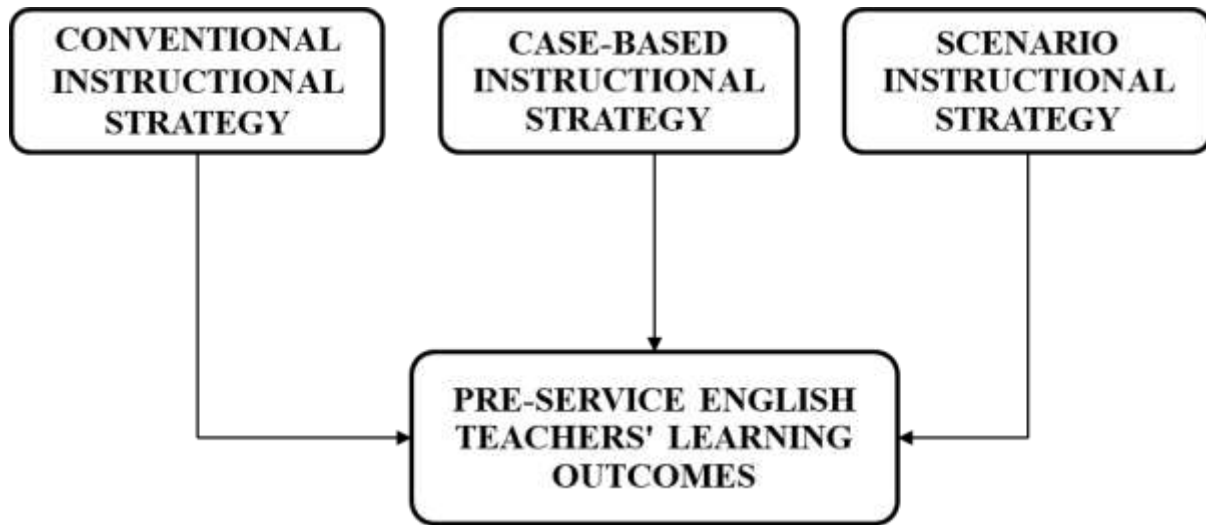 CONVENTIONAL
INSTRUCTIONAL
STRATEGY
CASE-BASED
INSTRUCTIONAL
STRATEGY
SCENARIO
INSTRUCTIONAL
STRATEGY
PRE-SERVICE ENGLISH
TEACHERS' LEARNING
OUTCOMES